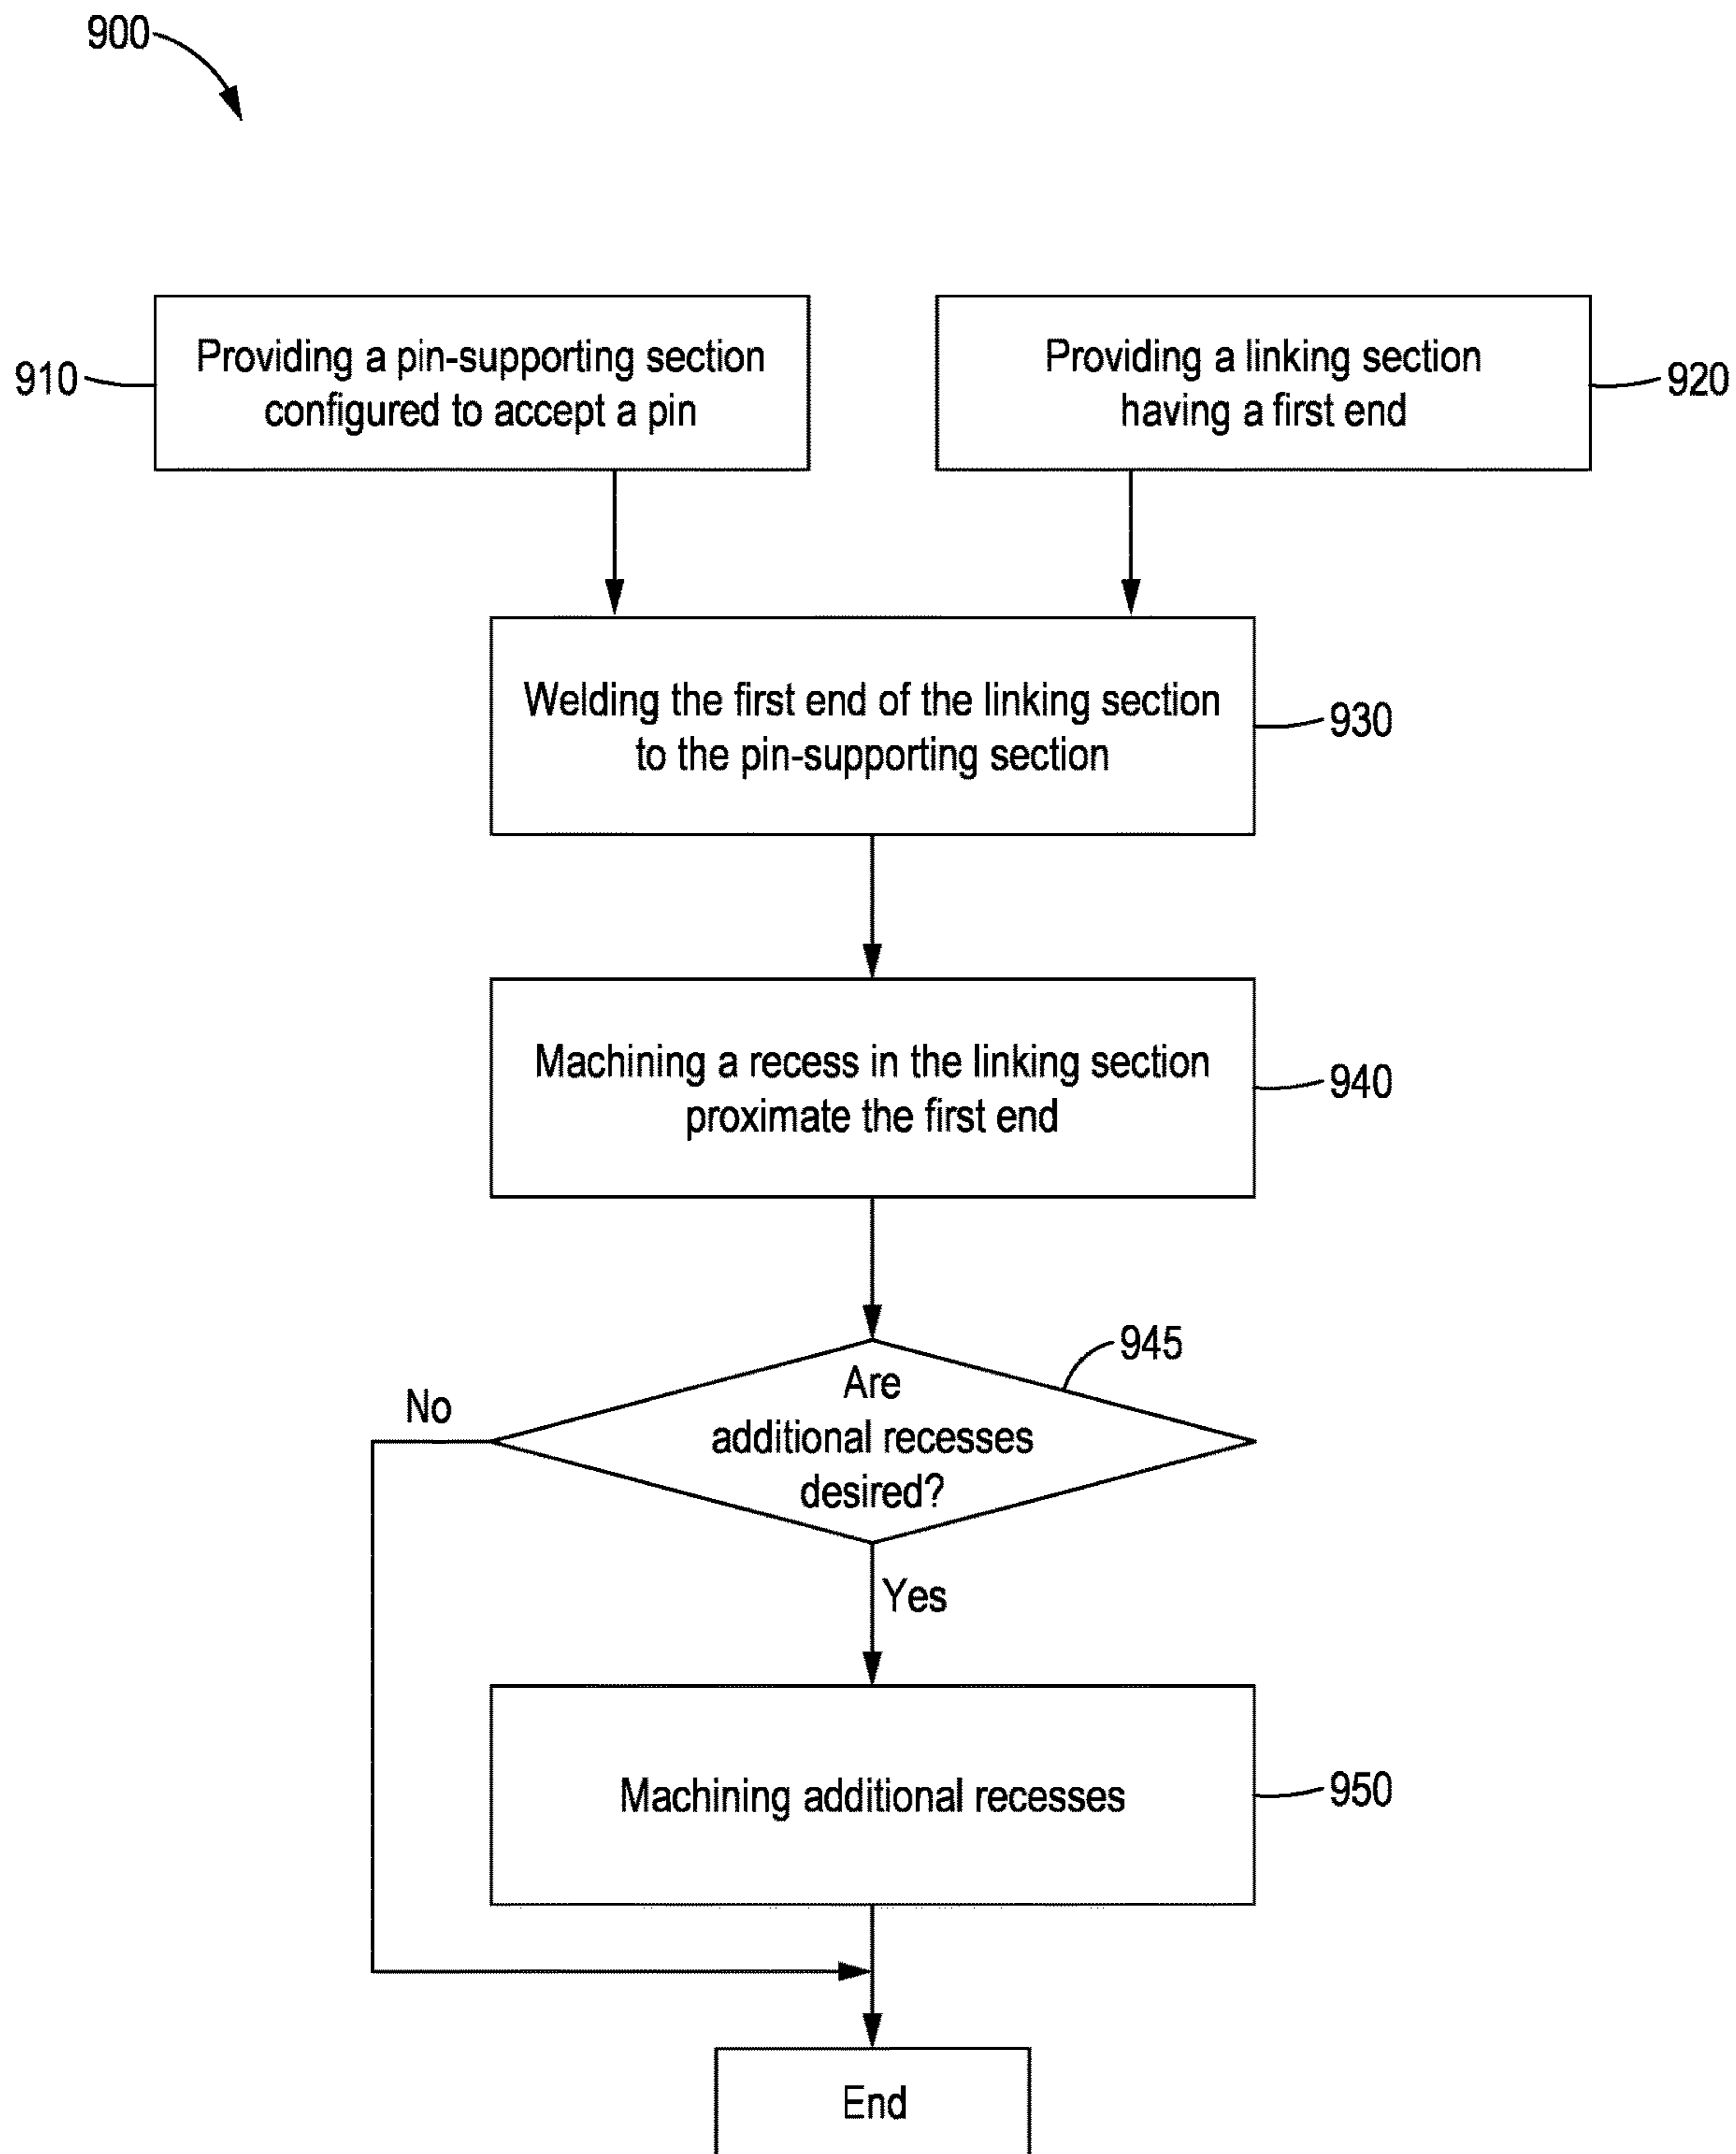 900
910
Providing a pin-supporting section
configured to accept a pin
Providing a linking section
having a first end
920
Welding the first end of the linking section
to the pin-supporting section
930
Machining a recess in the linking section
proximate the first end
940
945
No
Are
additional recesses
desired?
Yes
Machining additional recesses
950
End